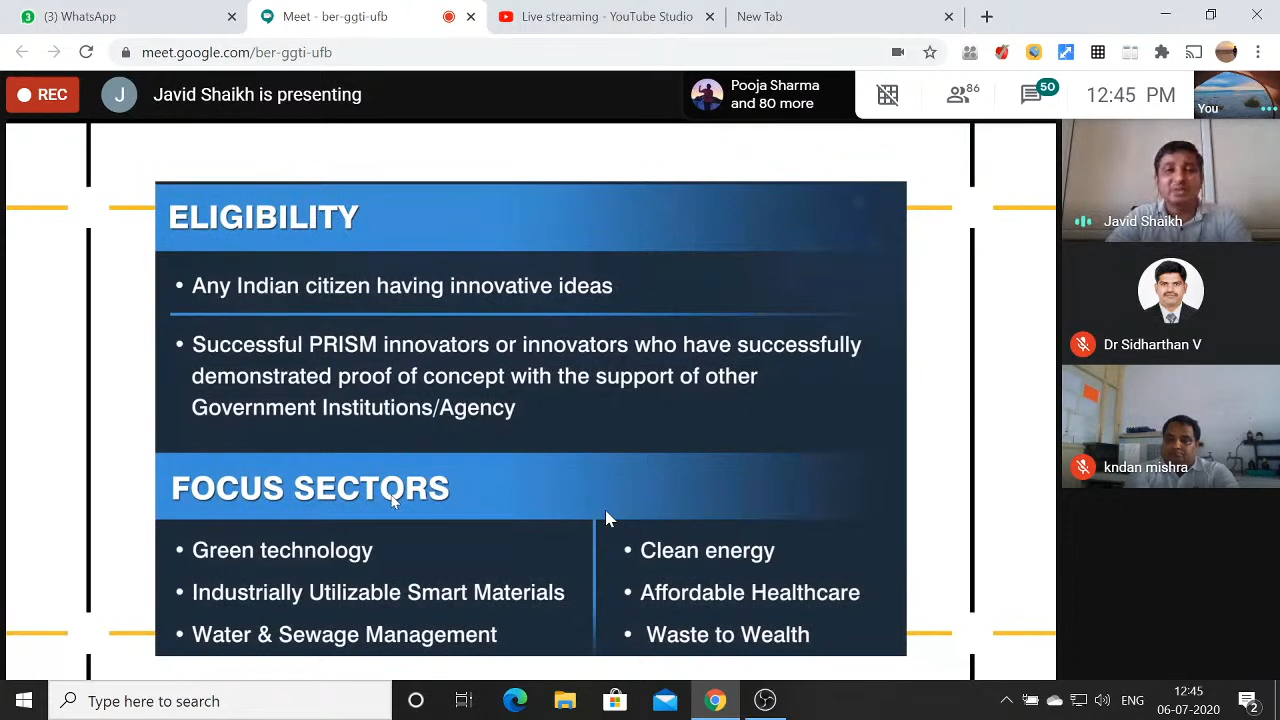 (3) WhatsApp
Meet - ber-ggti-ufb
Live streaming - YouTube Studio
New Tab
meet.google.com/ber-ggti-ufb
REC
J
Javid Shaikh is presenting
Pooja Sharma
and 80 more
86
50
12:45 PM
You
ELIGIBILITY
• Any Indian citizen having innovative ideas
• Successful PRISM innovators or innovators who have successfully
demonstrated proof of concept with the support of other
Government Institutions/Agency
FOCUS SECTORS
• Green technology
• Industrially Utilizable Smart Materials
• Water & Sewage Management
• Clean energy
• Affordable Healthcare
• Waste to Wealth
Javid Shaikh
Dr Sidharthan V
kndan mishra
Type here to search
ENG
12:45
06-07-2020
2